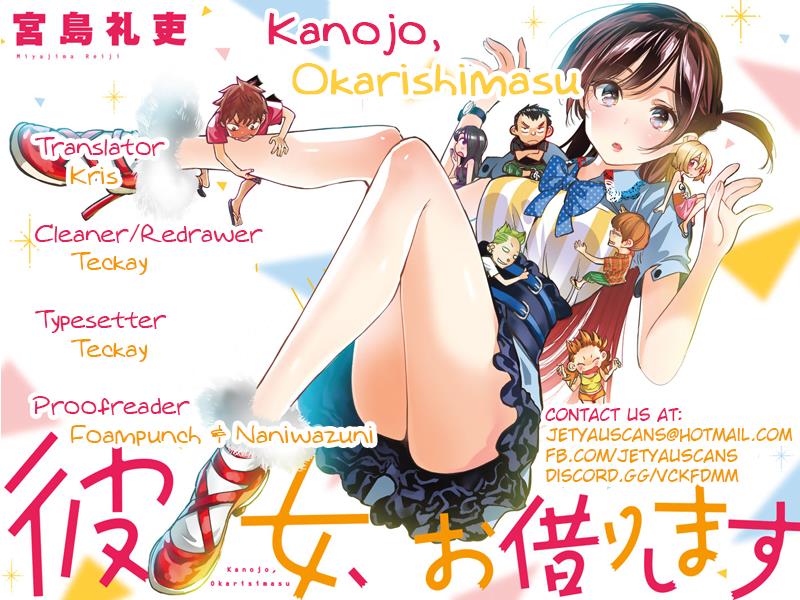 宮島礼吏
Miyajima Reiji
Kanojo,
Okarishimasu
Translator
Kris
Cleaner/Redrawer
Teckay
Typesetter
Teckay
Proofreader
Foampunch & Naniwazuni
CONTACT US AT:
JETYAUSCANS@HOTMAIL.COM
FB.COM/JETYAUSCANS
DISCORD.GG/VCKFDMM
彼女、お借りします
Kanojo,
Okarisimasu